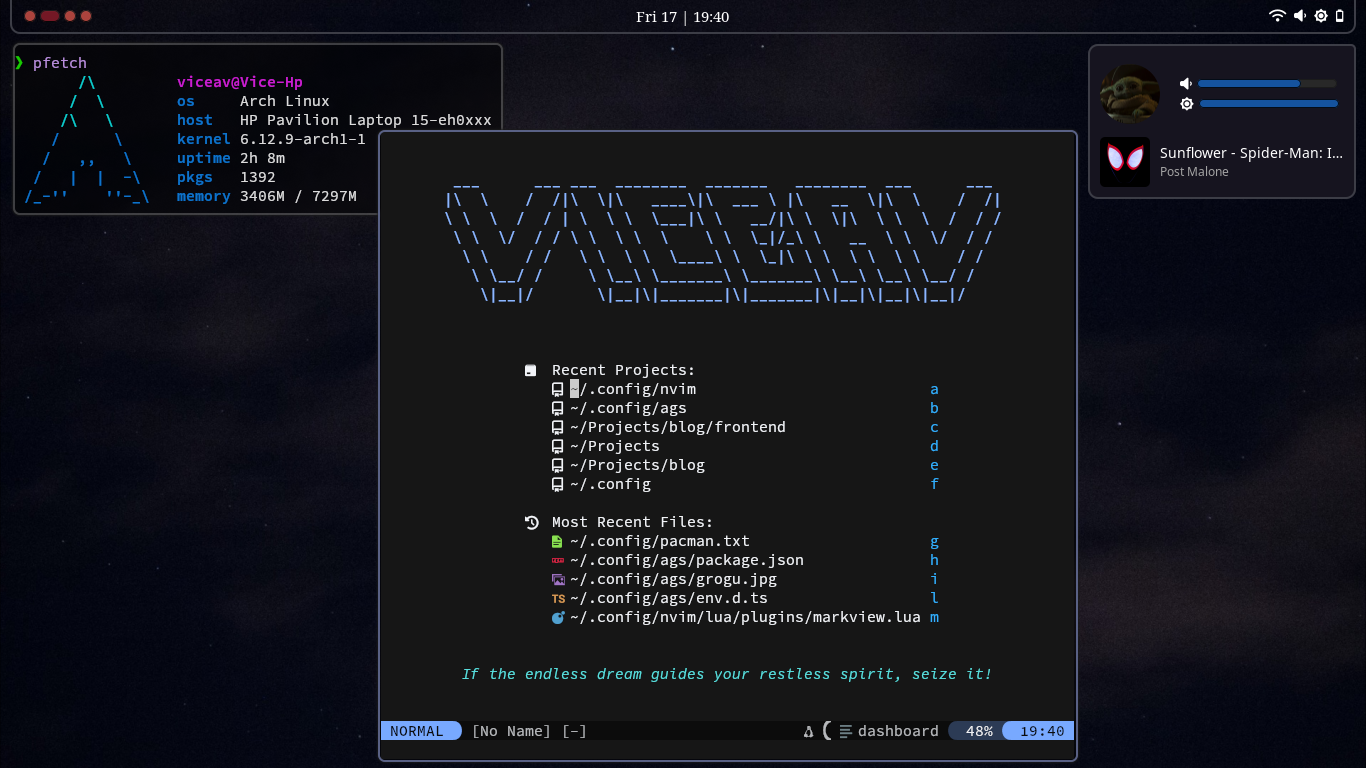 Fri 17 | 19:40
❯ pfetch
viceav@Vice-Hp
os Arch Linux
host HP Pavilion Laptop 15-eh0xxx
kernel 6.12.9-arch1-1
uptime 2h 8m
pkgs 1392
memory 3406M / 7297M
Sunflower - Spider-Man: I...
Post Malone
VICEAV
Recent Projects:
~/.config/nvim a
~/.config/ags b
~/Projects/blog/frontend c
~/Projects d
~/Projects/blog e
~/.config f
Most Recent Files:
~/.config/pacman.txt g
~/.config/ags/package.json h
~/.config/ags/grogu.jpg i
TS ~/.config/ags/env.d.ts l
~/.config/nvim/lua/plugins/markview.lua m
If the endless dream guides your restless spirit, seize it!
NORMAL [No Name] [-] dashboard 48% 19:40